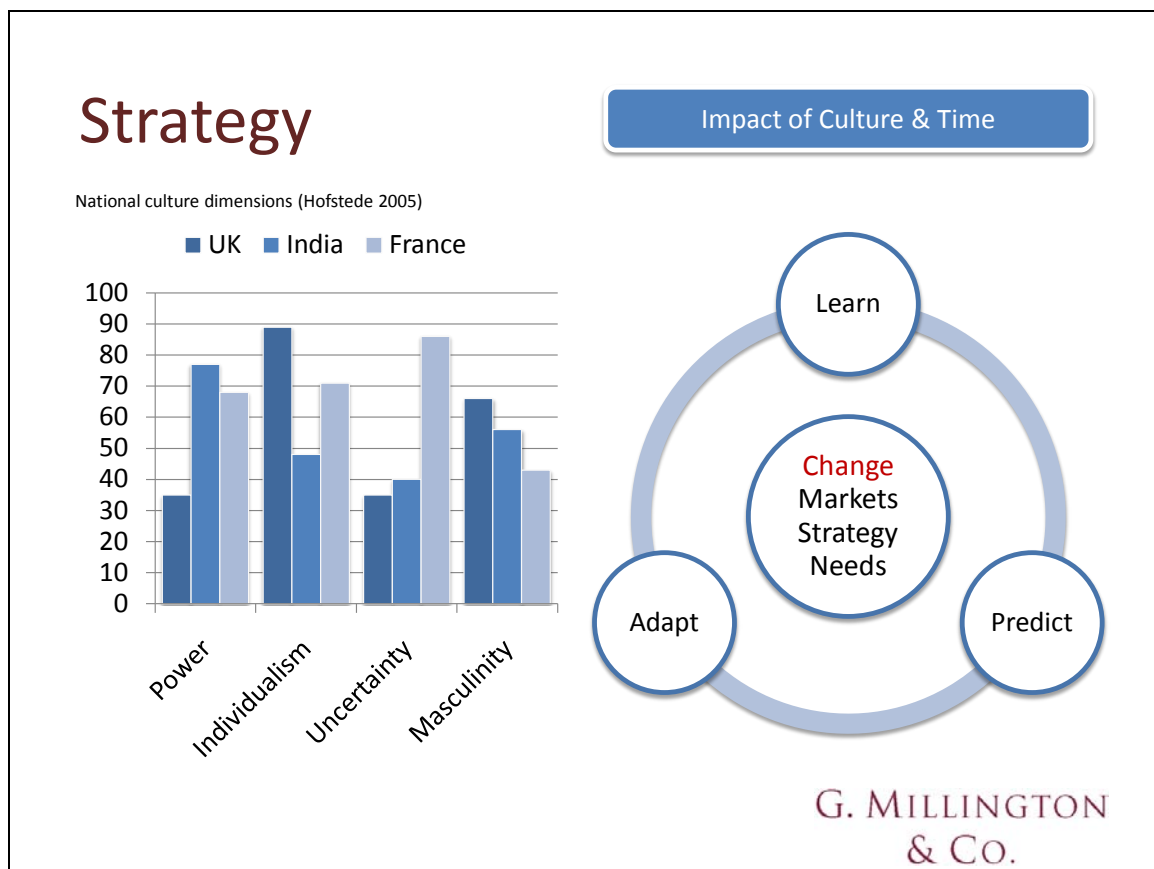 Strategy
Impact of Culture & Time
National culture dimensions (Hofstede 2005)
UK India France
100
90
80
70
60
50
40
30
20
10
0
Power
Individualism
Uncertainty
Masculinity
Learn
Change
Markets
Strategy
Needs
Adapt
Predict
G. MILLINGTON
& CO.